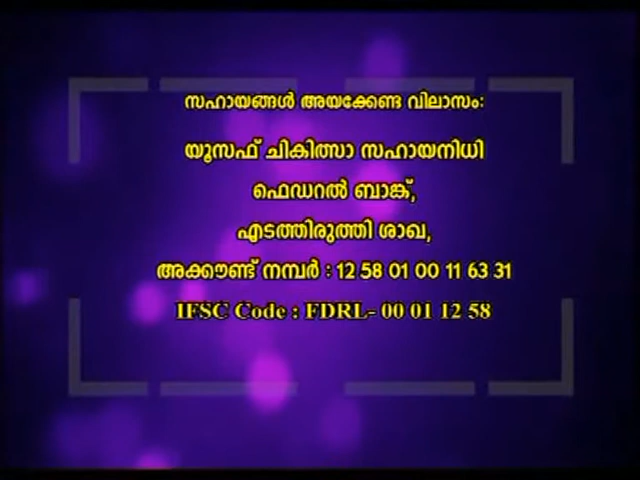 സഹായങ്ങൾ അയക്കേണ്ട വിലാസം:
യൂസഫ് ചികിത്സാ സഹായനിധി
ഫെഡറൽ ബാങ്ക്,
എടത്തിരുത്തി ശാഖ,
അക്കൗണ്ട് നമ്പർ : 12 58 01 00 11 63 31
IFSC Code : FDRL- 00 01 12 58